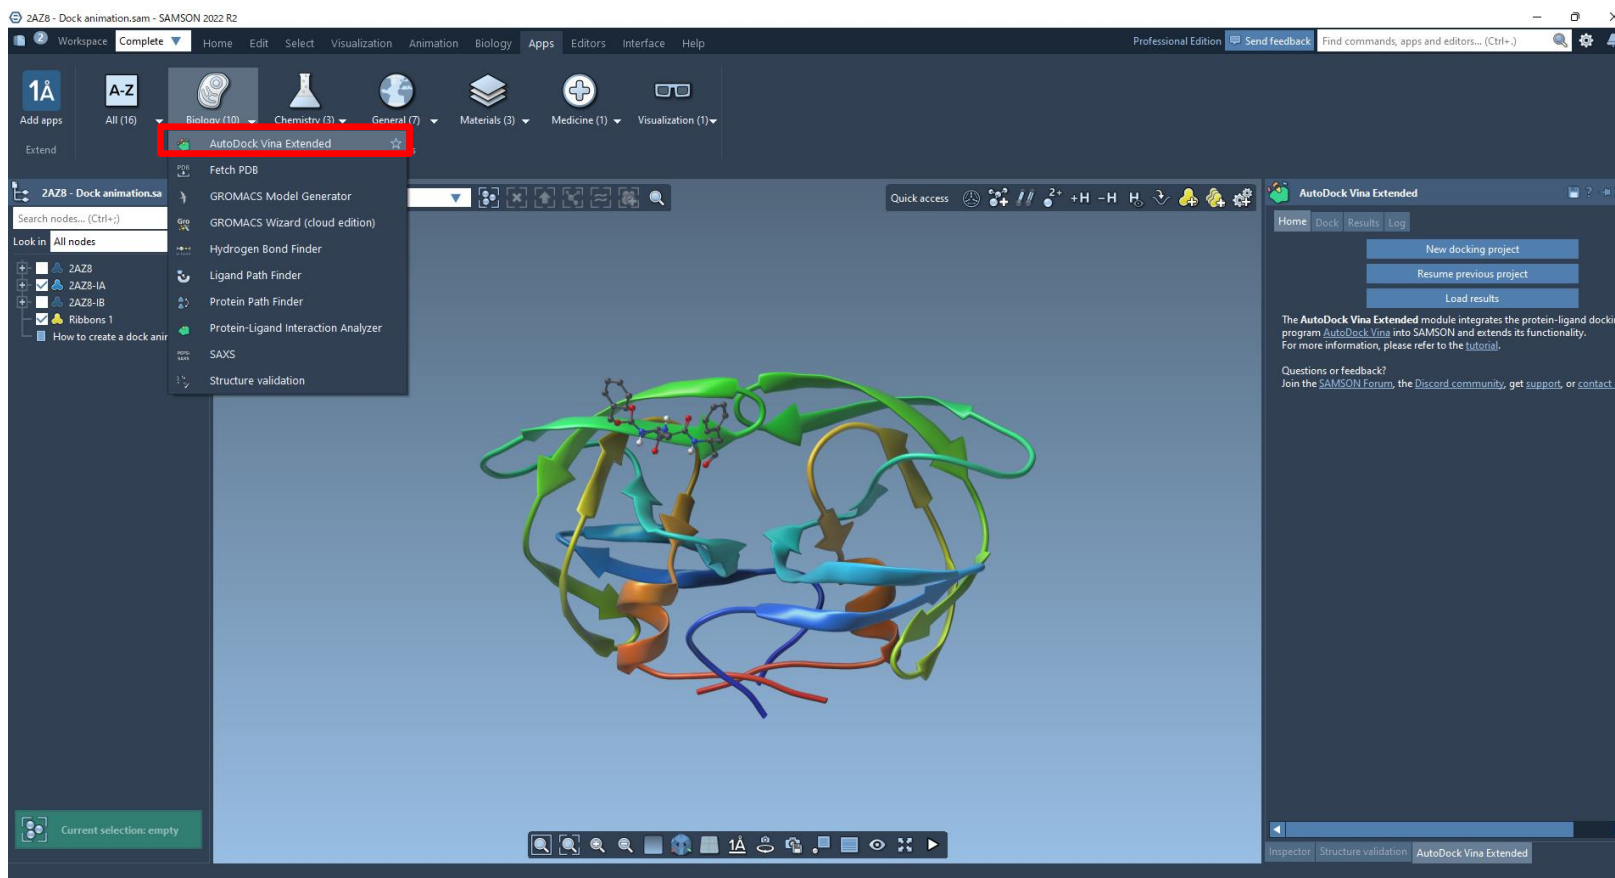 2AZ8 - Dock animation.sam - SAMSON 2022 R2
2 Workspace Complete Home Edit Select Visualization Animation Biology Apps Editors Interface Help Professional Edition Send feedback Find commands, apps and editors... (Ctrl+.)
1Å A-Z
Add apps All (16) Biology (10) Chemistry (3) General (7) Materials (3) Medicine (1) Visualization (1)
Extend
AutoDock Vina Extended
Fetch PDB
GROMACS Model Generator
GROMACS Wizard (cloud edition)
Hydrogen Bond Finder
Ligand Path Finder
Protein Path Finder
Protein-Ligand Interaction Analyzer
SAXS
Structure validation
2AZ8 - Dock animation.sa
Search nodes... (Ctrl+;)
Look in All nodes
2AZ8
2AZ8-IA
2AZ8-IB
Ribbons 1
How to create a dock anir
Current selection: empty
Quick access 2+ +H -H
1Å
AutoDock Vina Extended
Home Dock Results Log
New docking project
Resume previous project
Load results
The AutoDock Vina Extended module integrates the protein-ligand docki
program AutoDock Vina into SAMSON and extends its functionality.
For more information, please refer to the tutorial.
Questions or feedback?
Join the SAMSON Forum, the Discord community, get support, or contact
Inspector Structure validation AutoDock Vina Extended